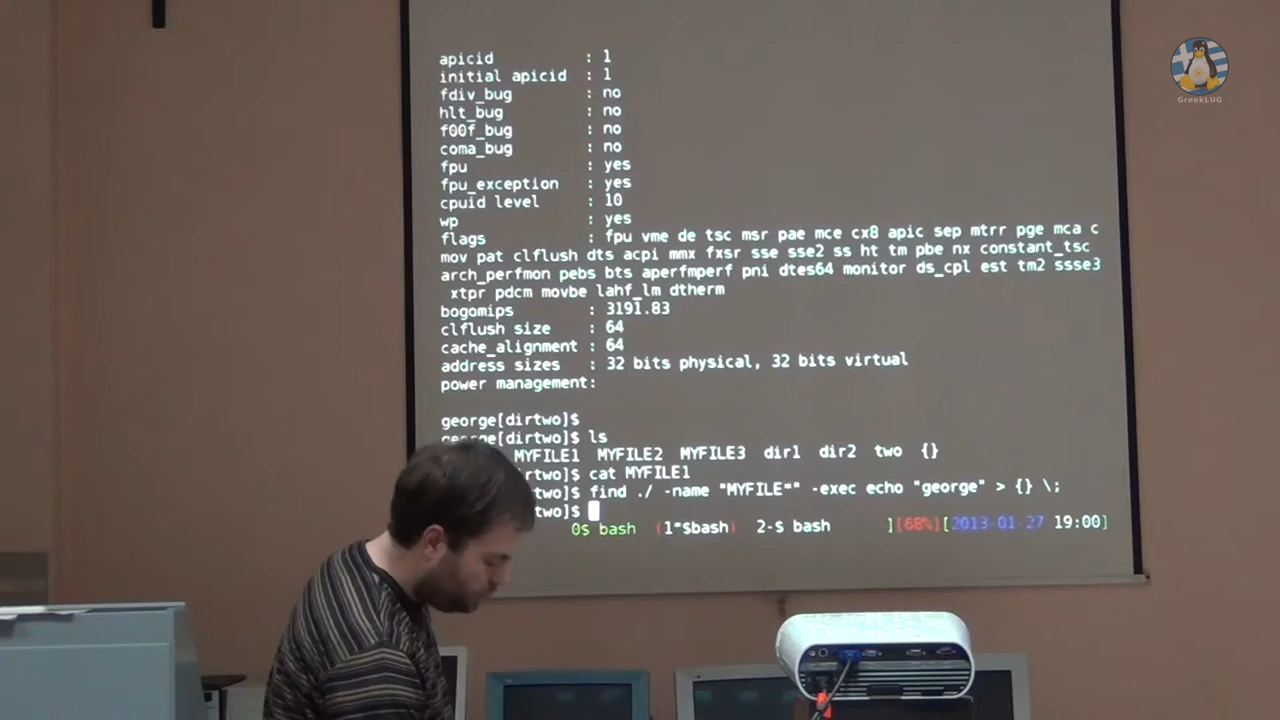 apicid : 1
initial apicid : 1
fdiv_bug : no
hlt_bug : no
f00f_bug : no
coma_bug : no
fpu : yes
fpu_exception : yes
cpuid level : 10
wp : yes
flags : fpu vme de tsc msr pae mce cx8 apic sep mtrr pge mca c
mov pat clflush dts acpi mmx fxsr sse sse2 ss ht tm pbe nx constant_tsc
arch_perfmon pebs bts aperfmperf pni dtes64 monitor ds_cpl est tm2 ssse3
xtpr pdcm movbe lahf_lm dtherm
bogomips : 3191.83
clflush size : 64
cache_alignment : 64
address sizes : 32 bits physical, 32 bits virtual
power management:
george[dirtwo]$
george[dirtwo]$ ls
MYFILE1 MYFILE2 MYFILE3 dir1 dir2 two {}
rtwo]$ cat MYFILE1
two]$ find ./ -name "MYFILE*" -exec echo "george" > {} \;
two]$
0$ bash (1*$bash) 2-$ bash ][68%][2013-01-27 19:00]
GreekLUG